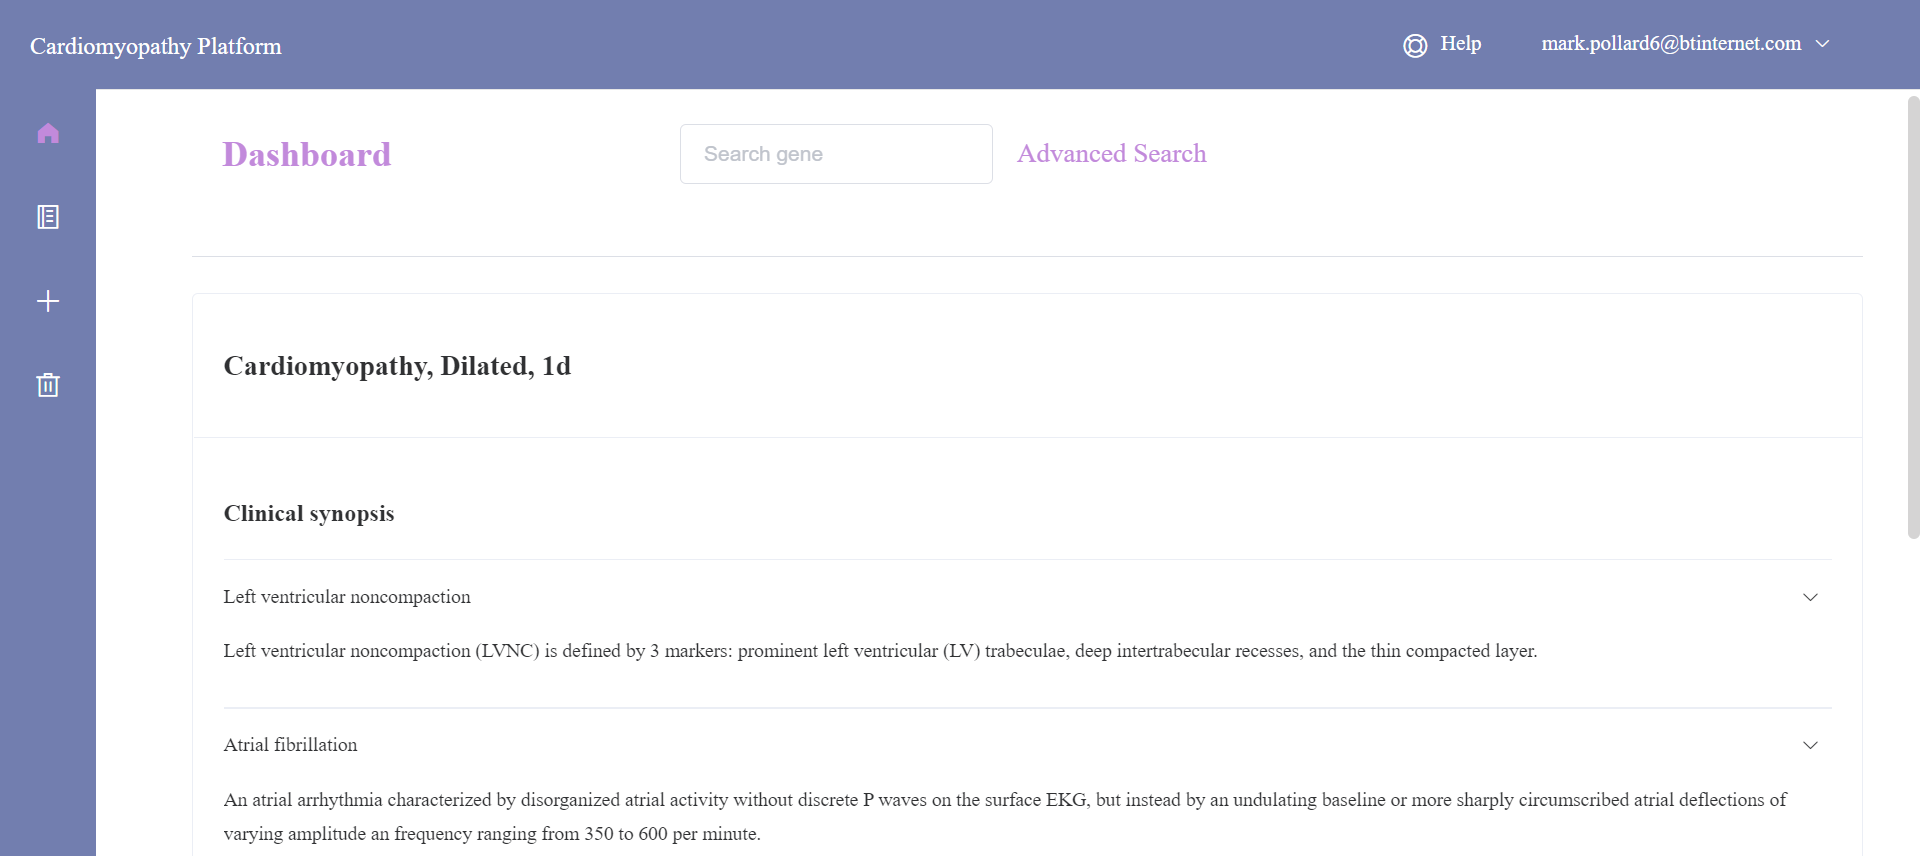 Cardiomyopathy Platform
Help
mark.pollard6@btinternet.com
Dashboard
Search gene
Advanced Search
Cardiomyopathy, Dilated, 1d
Clinical synopsis
Left ventricular noncompaction
Left ventricular noncompaction (LVNC) is defined by 3 markers: prominent left ventricular (LV) trabeculae, deep intertrabecular recesses, and the thin compacted layer.
Atrial fibrillation
An atrial arrhythmia characterized by disorganized atrial activity without discrete P waves on the surface EKG, but instead by an undulating baseline or more sharply circumscribed atrial deflections of
varying amplitude an frequency ranging from 350 to 600 per minute.